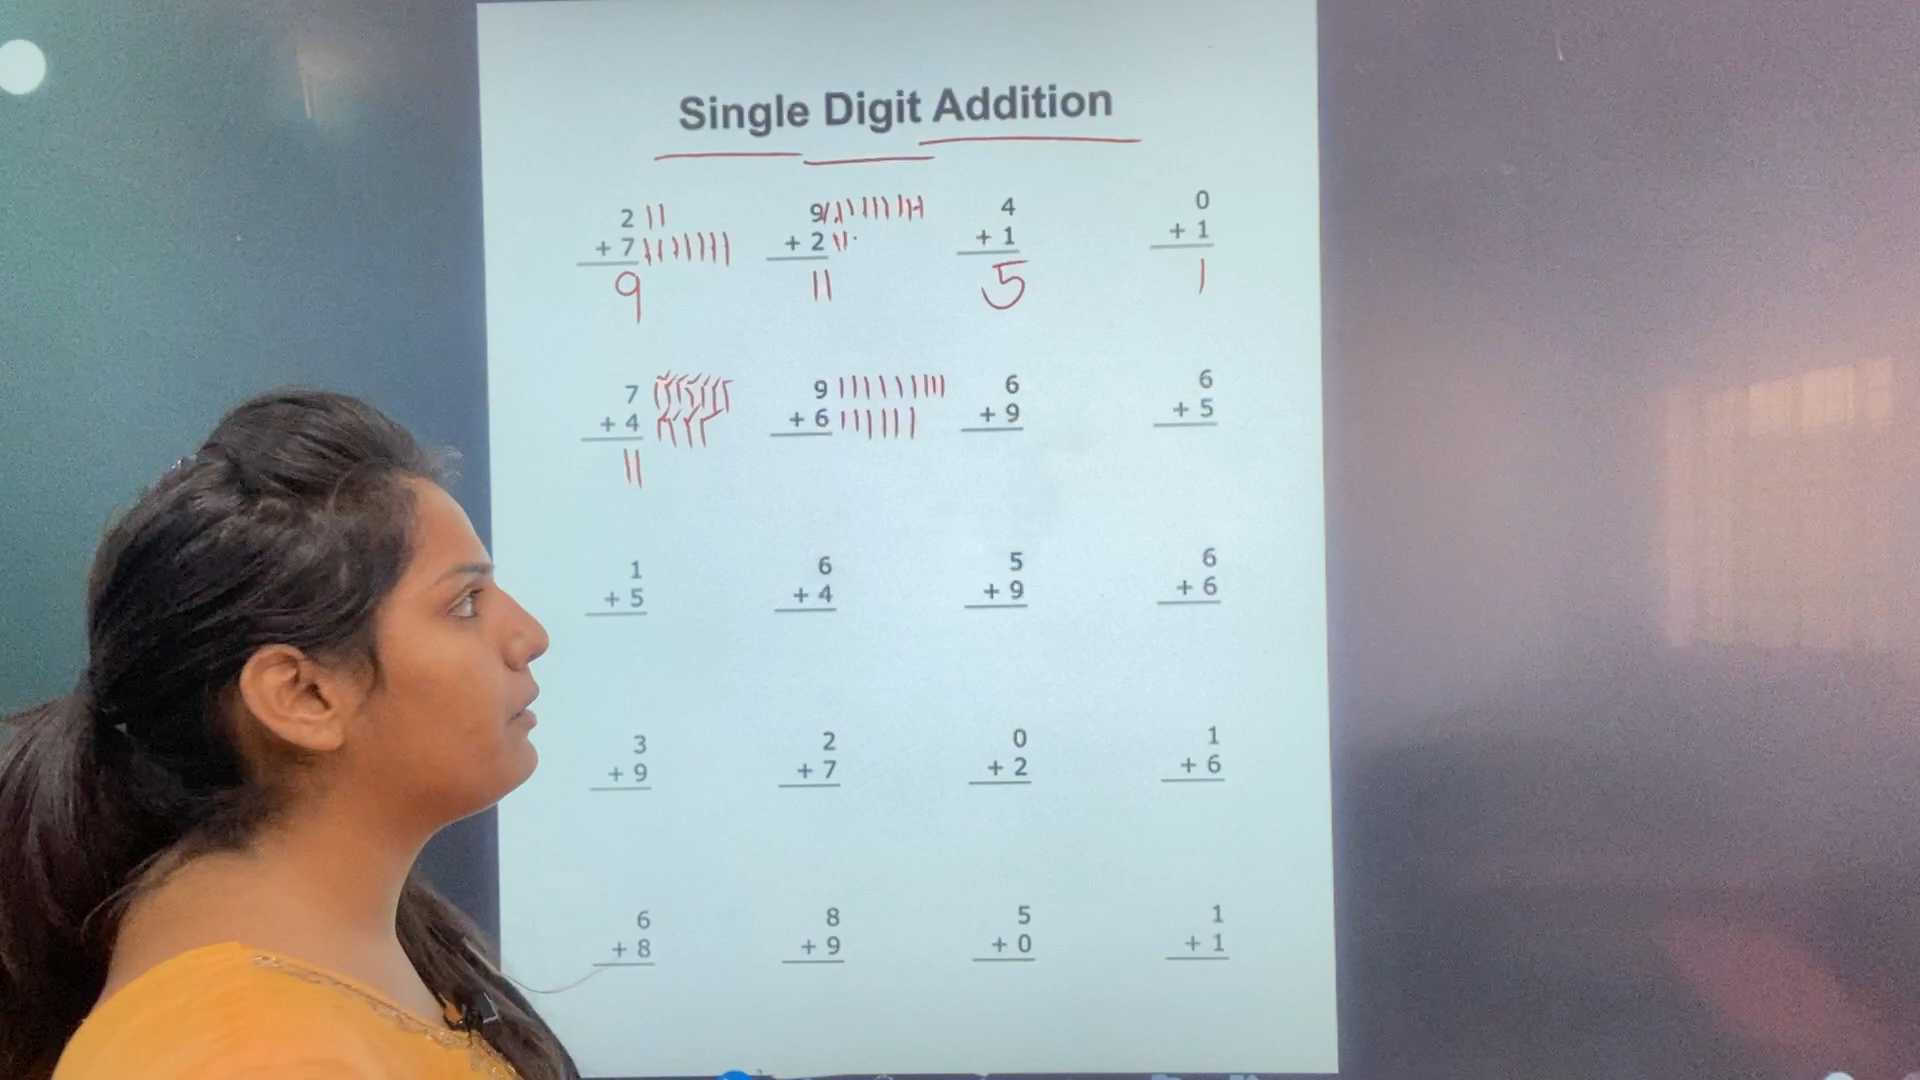 Single Digit Addition
2 9 4 0
+ 7 + 2 + 1 + 1
9 11 5 1
7 9 6 6
+ 4 + 6 + 9 + 5
11
1 6 5 6
+ 5 + 4 + 9 + 6
3 2 0 1
+ 9 + 7 + 2 + 6
6 8 5 1
+ 8 + 9 + 0 + 1